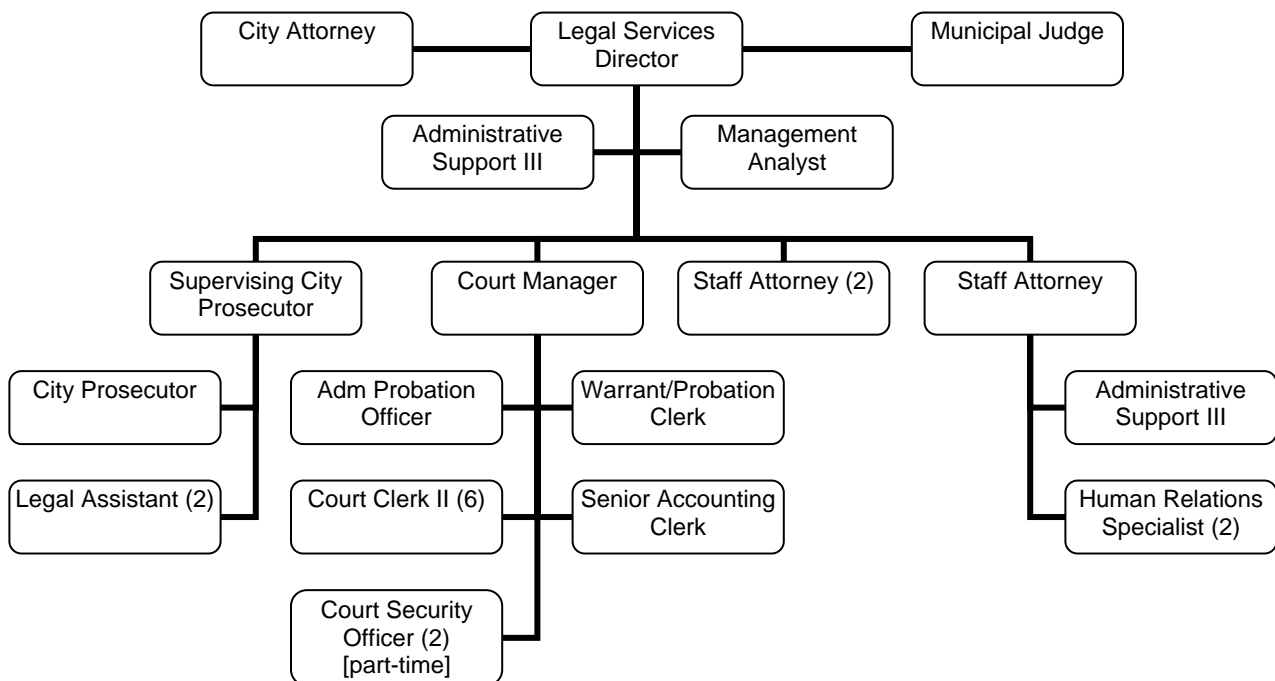 City Attorney
Legal Services
Director
Municipal Judge
Administrative
Support III
Management
Analyst
Supervising City
Prosecutor
Court Manager
Staff Attorney (2)
Staff Attorney
City Prosecutor
Adm Probation
Officer
Warrant/Probation
Clerk
Administrative
Support III
Legal Assistant (2)
Court Clerk II (6)
Senior Accounting
Clerk
Human Relations
Specialist (2)
Court Security
Officer (2)
[part-time]